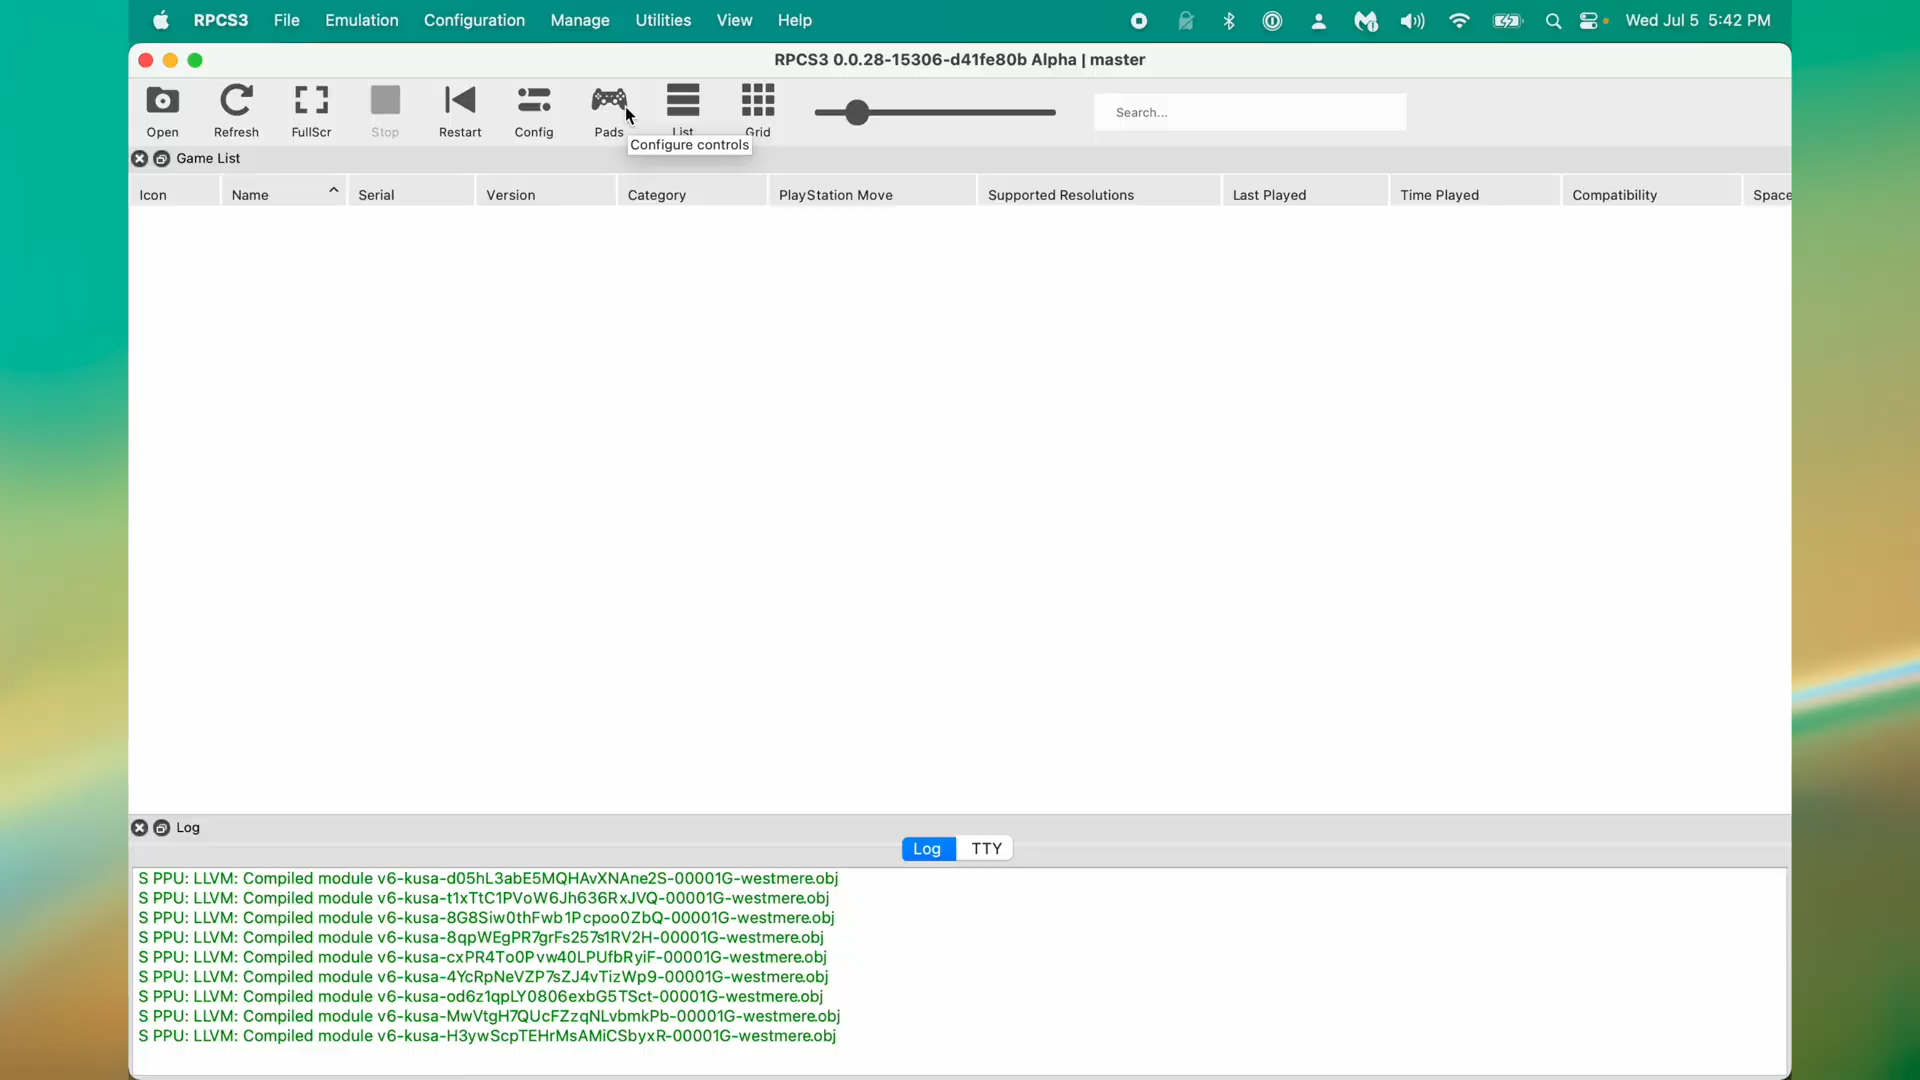 RPCS3 File Emulation Configuration Manage Utilities View Help Wed Jul 5 5:42 PM
RPCS3 0.0.28-15306-d41fe80b Alpha | master
Open Refresh FullScr Stop Restart Config Pads List Grid
Search...
Configure controls
Game List
Icon Name Serial Version Category PlayStation Move Supported Resolutions Last Played Time Played Compatibility Space
Log
Log TTY
S PPU: LLVM: Compiled module v6-kusa-d05hL3abE5MQHAvXNAne2S-00001G-westmere.obj
S PPU: LLVM: Compiled module v6-kusa-t1xTtC1PVoW6Jh636RxJVQ-00001G-westmere.obj
S PPU: LLVM: Compiled module v6-kusa-8G8Siw0thFwb1Pcpoo0ZbQ-00001G-westmere.obj
S PPU: LLVM: Compiled module v6-kusa-8qpWEgPR7grFs257s1RV2H-00001G-westmere.obj
S PPU: LLVM: Compiled module v6-kusa-cxPR4To0Pvw40LPUfbRyiF-00001G-westmere.obj
S PPU: LLVM: Compiled module v6-kusa-4YcRpNeVZP7sZJ4vTizWp9-00001G-westmere.obj
S PPU: LLVM: Compiled module v6-kusa-od6z1qpLY0806exbG5TSct-00001G-westmere.obj
S PPU: LLVM: Compiled module v6-kusa-MwVtgH7QUcFZzqNLvbmkPb-00001G-westmere.obj
S PPU: LLVM: Compiled module v6-kusa-H3ywScpTEHrMsAMiCSbyxR-00001G-westmere.obj